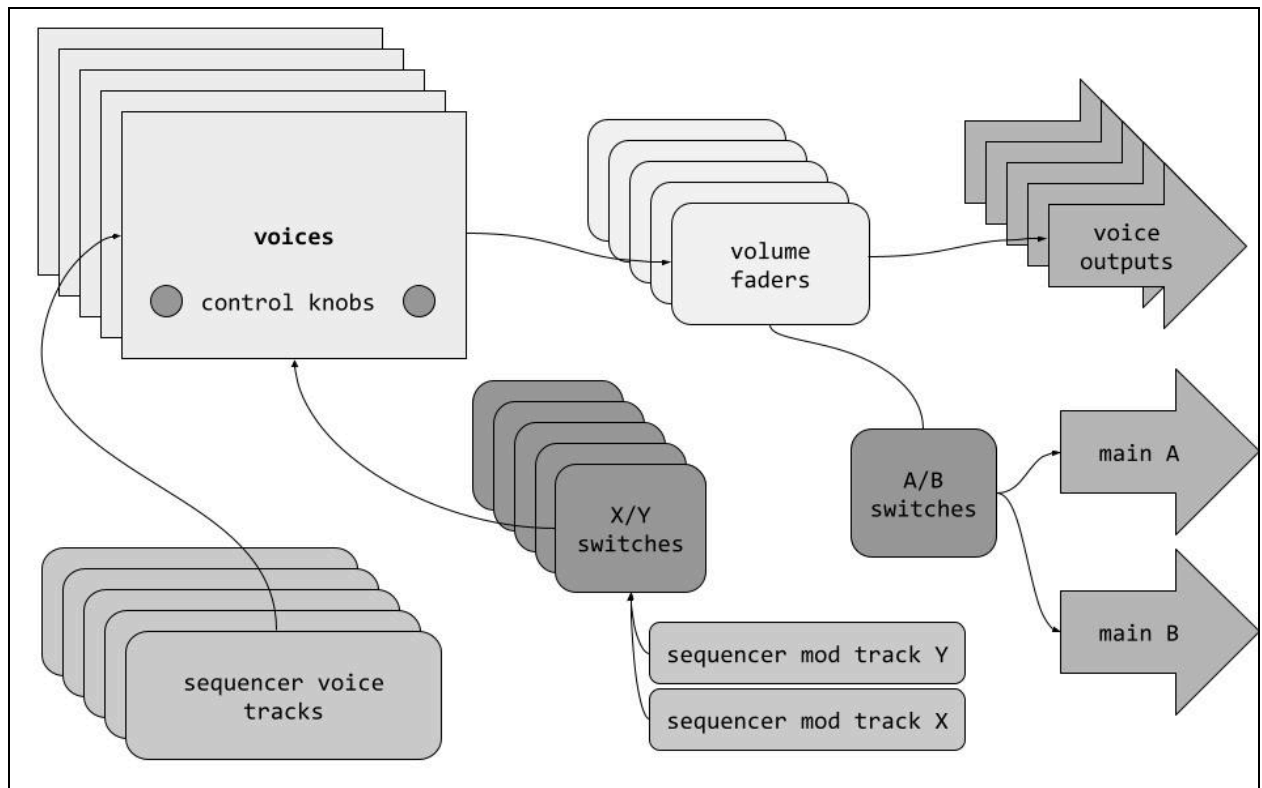 voices
control knobs
volume
faders
voice
outputs
X/Y
switches
A/B
switches
main A
main B
sequencer mod track Y
sequencer mod track X
sequencer voice
tracks